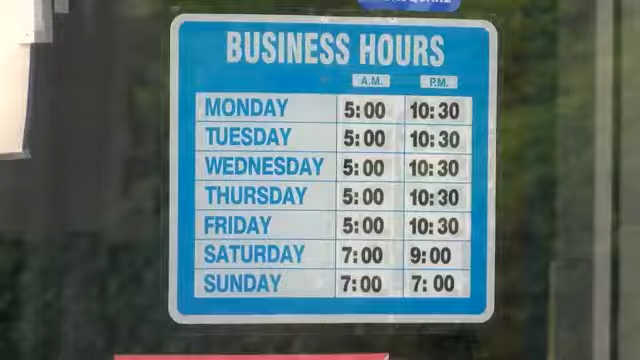 BUSINESS HOURS
A.M. P.M.
MONDAY 5:00 10:30
TUESDAY 5:00 10:30
WEDNESDAY 5:00 10:30
THURSDAY 5:00 10:30
FRIDAY 5:00 10:30
SATURDAY 7:00 9:00
SUNDAY 7:00 7:00